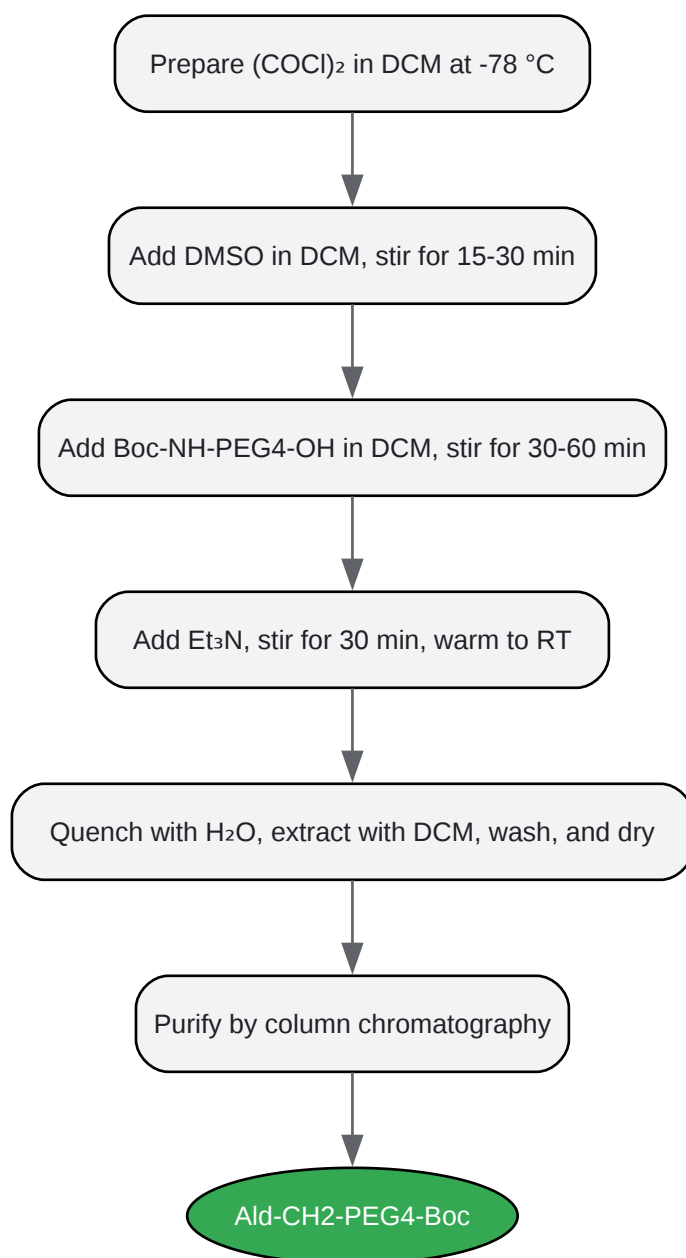 Prepare (COCl)₂ in DCM at -78 °C
Add DMSO in DCM, stir for 15-30 min
Add Boc-NH-PEG4-OH in DCM, stir for 30-60 min
Add Et₃N, stir for 30 min, warm to RT
Quench with H₂O, extract with DCM, wash, and dry
Purify by column chromatography
Ald-CH2-PEG4-Boc